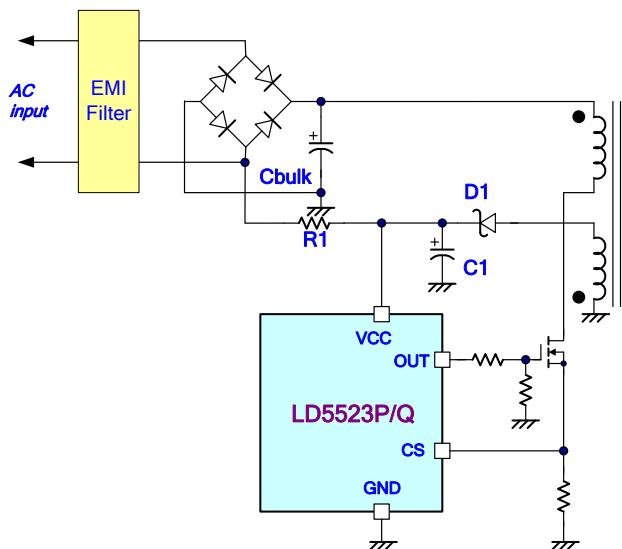 AC
input
EMI
Filter
+
Cbulk
R1
D1
+
C1
VCC
OUT
LD5523P/Q
CS
GND